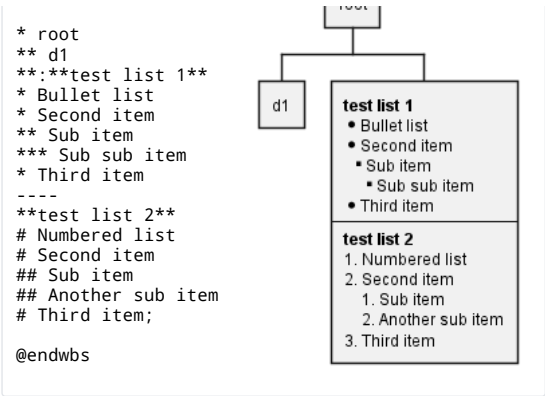 * root
** d1
**:**test list 1**
* Bullet list
* Second item
** Sub item
*** Sub sub item
* Third item
----
**test list 2**
# Numbered list
# Second item
## Sub item
## Another sub item
# Third item;
@endwbs
root
d1
test list 1
• Bullet list
• Second item
▪ Sub item
▪ Sub sub item
• Third item
test list 2
1. Numbered list
2. Second item
1. Sub item
2. Another sub item
3. Third item